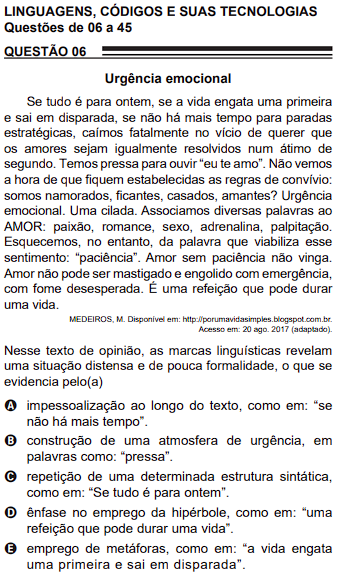 LINGUAGENS, CÓDIGOS E SUAS TECNOLOGIAS
Questões de 06 a 45
QUESTÃO 06
Urgência emocional
Se tudo é para ontem, se a vida engata uma primeira
e sai em disparada, se não há mais tempo para paradas
estratégicas, caímos fatalmente no vício de querer que
os amores sejam igualmente resolvidos num átimo de
segundo. Temos pressa para ouvir “eu te amo”. Não vemos
a hora de que fiquem estabelecidas as regras de convívio:
somos namorados, ficantes, casados, amantes? Urgência
emocional. Uma cilada. Associamos diversas palavras ao
AMOR: paixão, romance, sexo, adrenalina, palpitação.
Esquecemos, no entanto, da palavra que viabiliza esse
sentimento: “paciência”. Amor sem paciência não vinga.
Amor não pode ser mastigado e engolido com emergência,
com fome desesperada. É uma refeição que pode durar
uma vida.
MEDEIROS, M. Disponível em: http://porumavidasimples.blogspot.com.br.
Acesso em: 20 ago. 2017 (adaptado).
Nesse texto de opinião, as marcas linguísticas revelam
uma situação distensa e de pouca formalidade, o que se
evidencia pelo(a)
A impessoalização ao longo do texto, como em: “se
não há mais tempo”.
B construção de uma atmosfera de urgência, em
palavras como: “pressa”.
C repetição de uma determinada estrutura sintática,
como em: “Se tudo é para ontem”.
D ênfase no emprego da hipérbole, como em: “uma
refeição que pode durar uma vida”.
E emprego de metáforas, como em: “a vida engata
uma primeira e sai em disparada”.